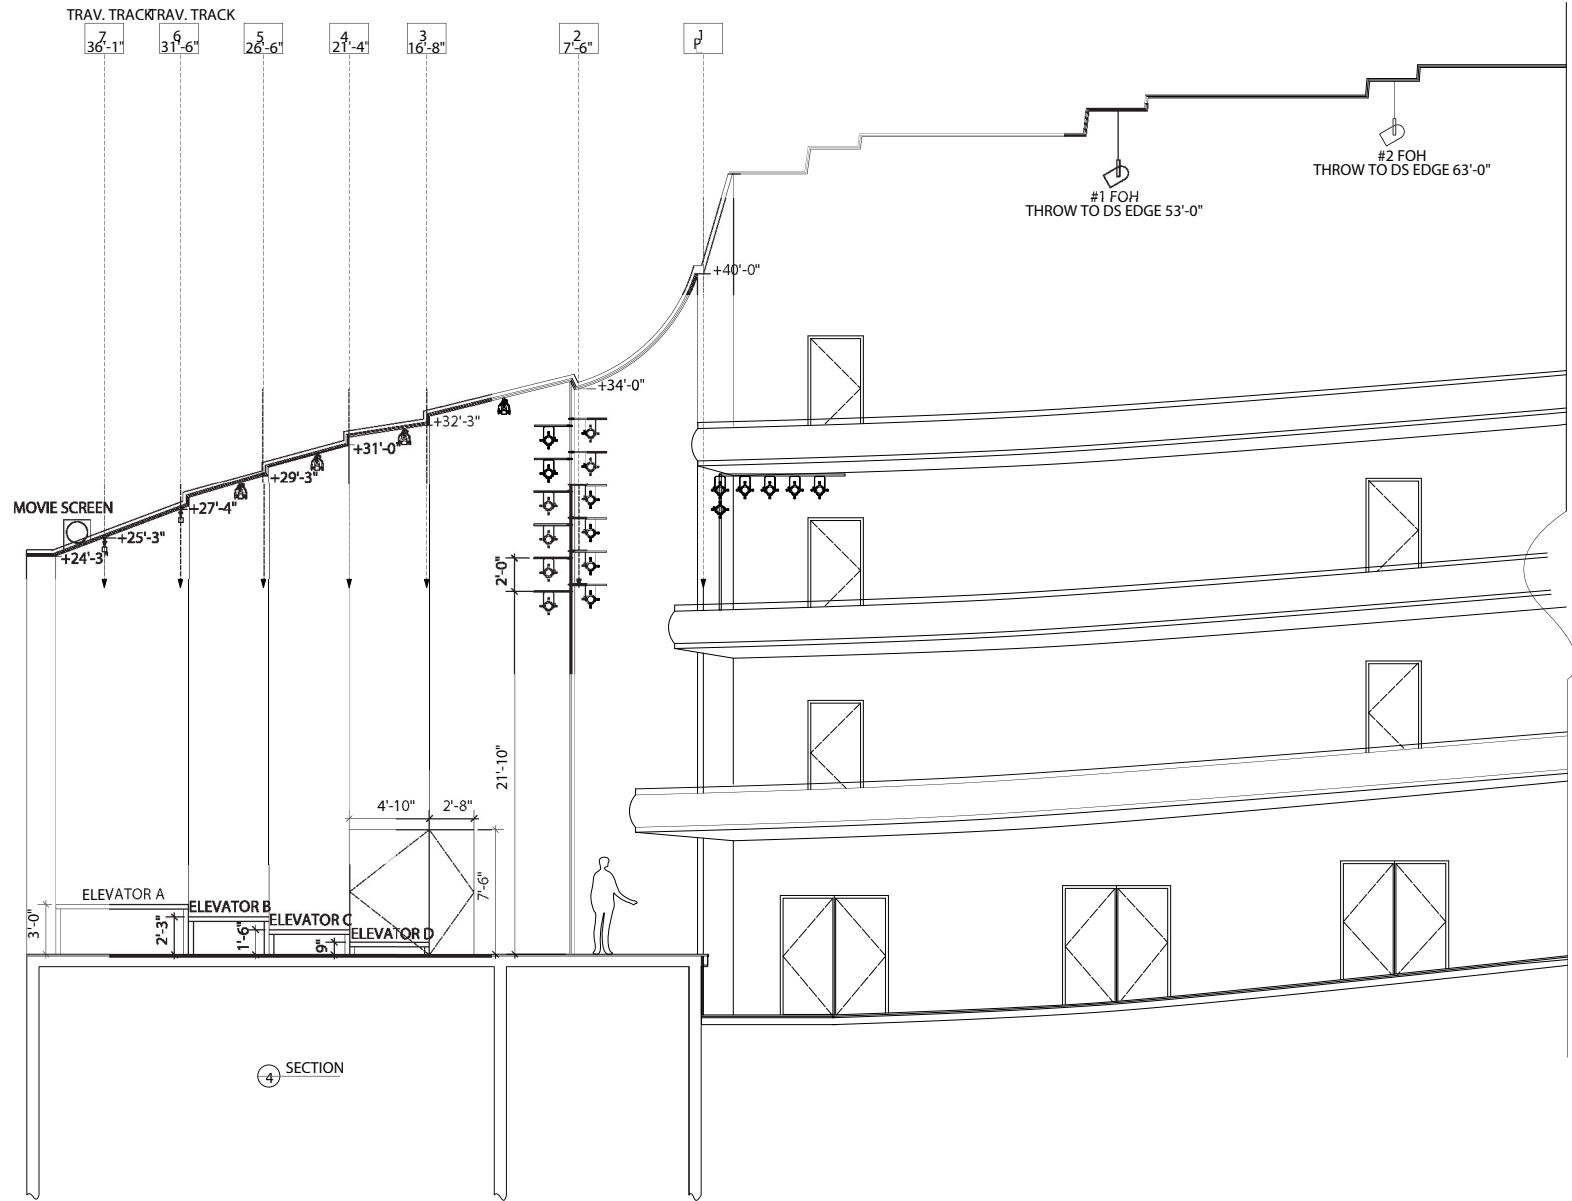 TRAV. TRACK
TRAV. TRACK
7
36'-1"
6
31'-6"
5
26'-6"
4
21'-4"
3
16'-8"
2
7'-6"
1
P
#2 FOH
THROW TO DS EDGE 63'-0"
#1 FOH
THROW TO DS EDGE 53'-0"
+40'-0"
+34'-0"
+32'-3"
+31'-0"
+29'-3"
+27'-4"
MOVIE SCREEN
+25'-3"
+24'-3"
2'-0"
21'-10"
4'-10"
2'-8"
7'-6"
ELEVATOR A
ELEVATOR B
ELEVATOR C
ELEVATOR D
3'-0"
2'-3"
1'-6"
9"
4
SECTION